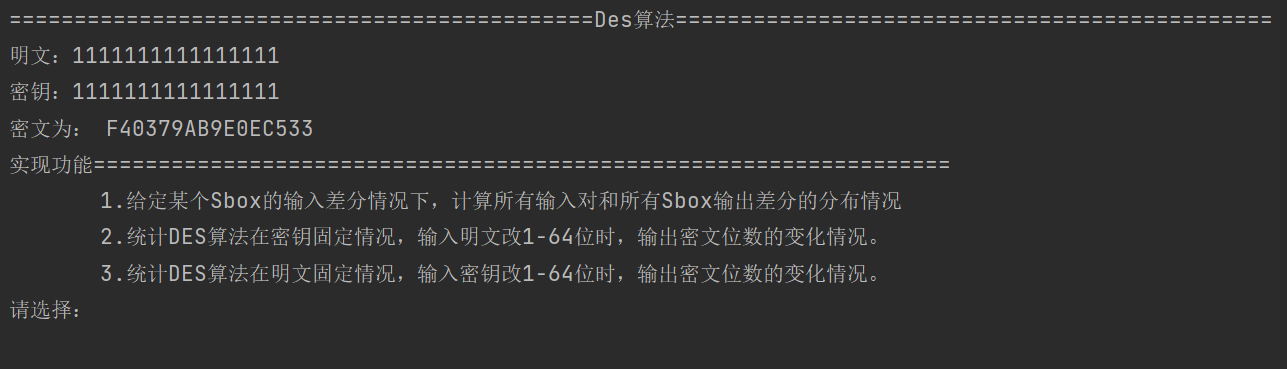 =============================================Des算法==============================================
明文：1111111111111111
密钥：1111111111111111
密文为： F40379AB9E0EC533
实现功能==================================================================
1.给定某个Sbox的输入差分情况下，计算所有输入对和所有Sbox输出差分的分布情况
2.统计DES算法在密钥固定情况，输入明文改1-64位时，输出密文位数的变化情况。
3.统计DES算法在明文固定情况，输入密钥改1-64位时，输出密文位数的变化情况。
请选择：